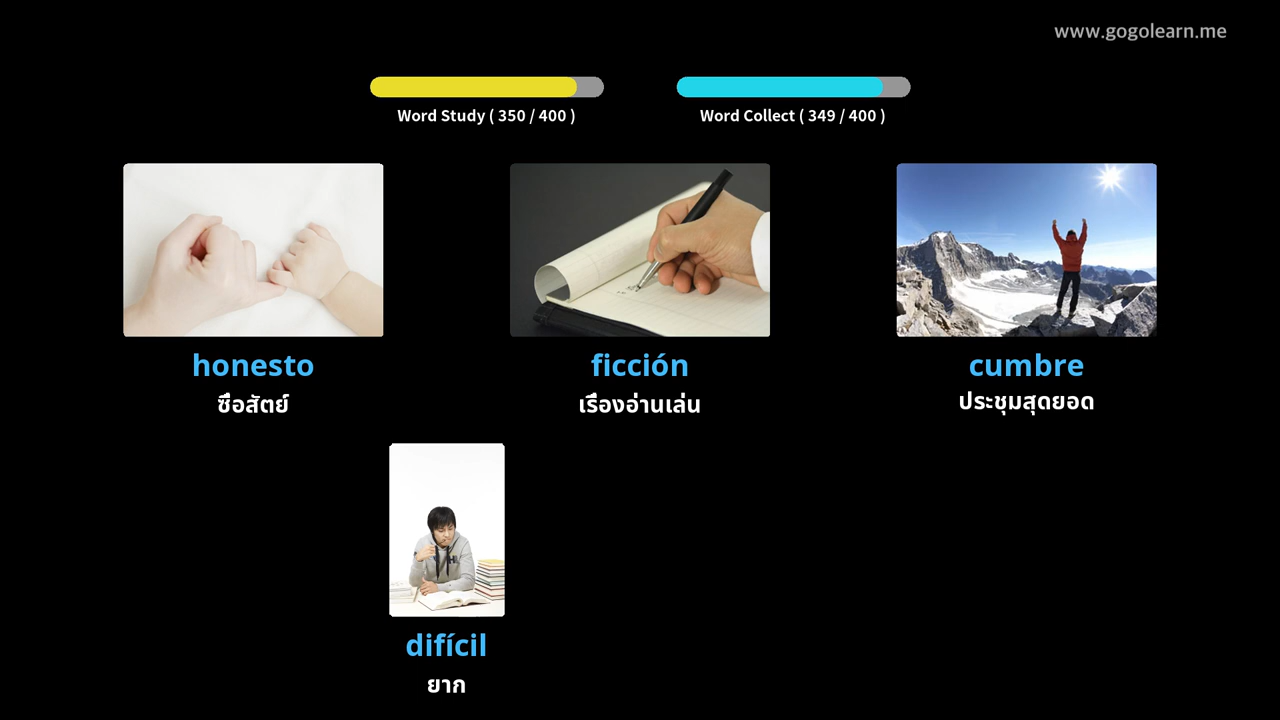 www.gogolearn.me
Word Study ( 350 / 400 )
Word Collect ( 349 / 400 )
honesto
ficción
cumbre
ซื่อสัตย์
เรื่องอ่านเล่น
ประชุมสุดยอด
difícil
ยาก